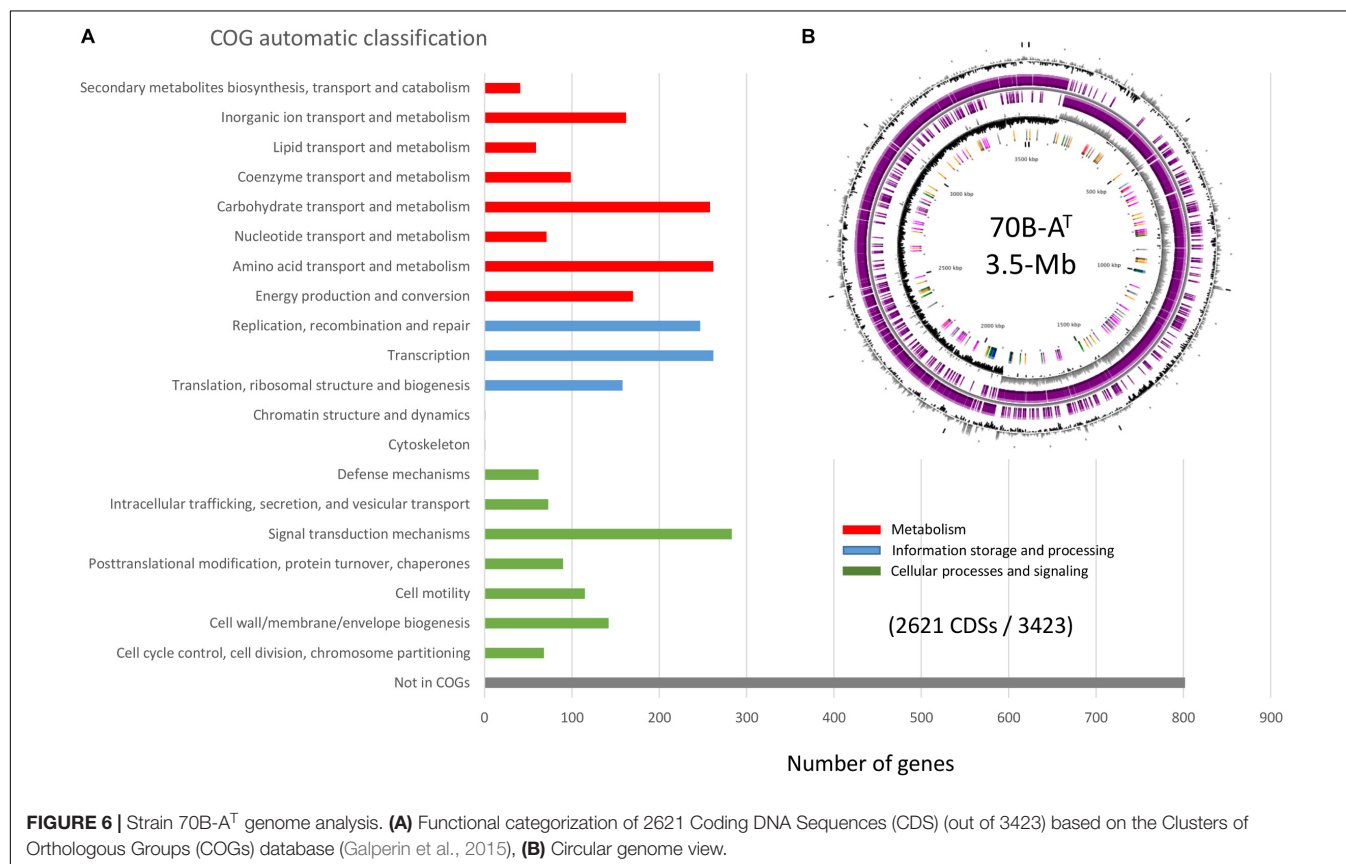 A
COG automatic classification
Secondary metabolites biosynthesis, transport and catabolism
Inorganic ion transport and metabolism
Lipid transport and metabolism
Coenzyme transport and metabolism
Carbohydrate transport and metabolism
Nucleotide transport and metabolism
Amino acid transport and metabolism
Energy production and conversion
Replication, recombination and repair
Transcription
Translation, ribosomal structure and biogenesis
Chromatin structure and dynamics
Cytoskeleton
Defense mechanisms
Intracellular trafficking, secretion, and vesicular transport
Signal transduction mechanisms
Posttranslational modification, protein turnover, chaperones
Cell motility
Cell wall/membrane/envelope biogenesis
Cell cycle control, cell division, chromosome partitioning
Not in COGs
0 100 200 300 400 500 600 700 800 900
Number of genes
B
3500 kbp
500 kbp
1000 kbp
1500 kbp
2000 kbp
2500 kbp
3000 kbp
70B-Aᵀ
3.5-Mb
Metabolism
Information storage and processing
Cellular processes and signaling
(2621 CDSs / 3423)
FIGURE 6 | Strain 70B-Aᵀ genome analysis. (A) Functional categorization of 2621 Coding DNA Sequences (CDS) (out of 3423) based on the Clusters of
Orthologous Groups (COGs) database (Galperin et al., 2015), (B) Circular genome view.